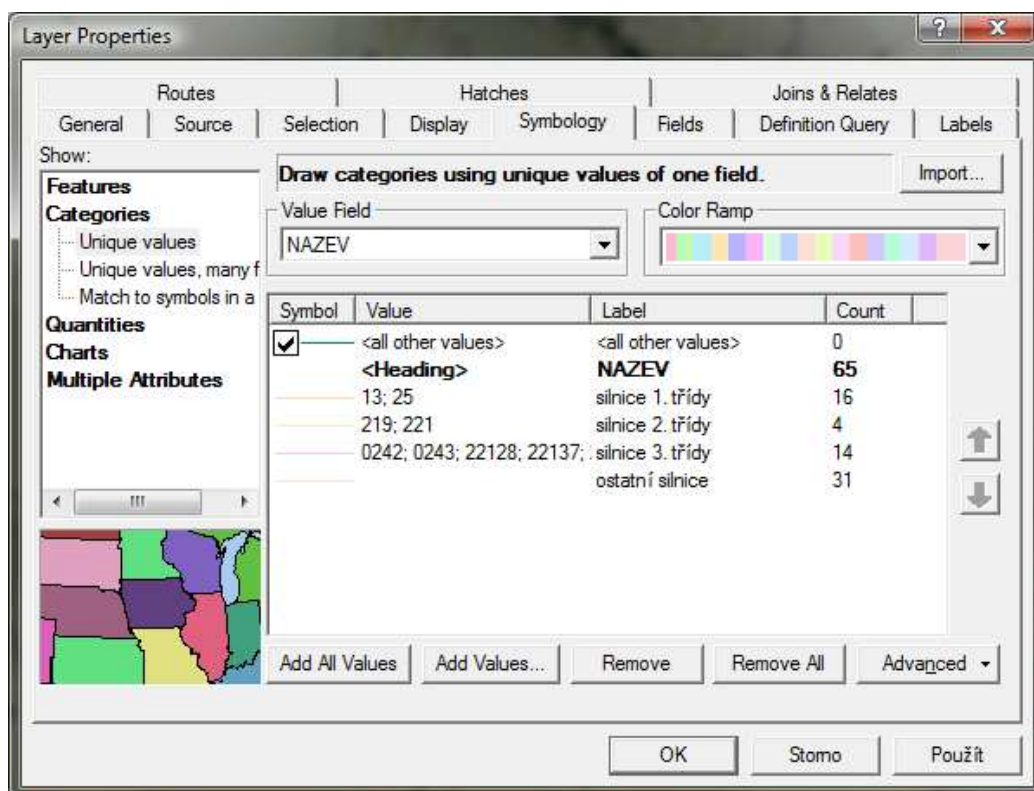 Layer Properties
Routes Hatches Joins & Relates
General Source Selection Display Symbology Fields Definition Query Labels
Show:
Features
Categories
Unique values
Unique values, many f
Match to symbols in a
Quantities
Charts
Multiple Attributes
Draw categories using unique values of one field.
Import...
Value Field
NAZEV
Color Ramp
Symbol Value Label Count
<all other values> <all other values> 0
<Heading> NAZEV 65
13; 25 silnice 1. třídy 16
219; 221 silnice 2. třídy 4
0242; 0243; 22128; 22137; silnice 3. třídy 14
ostatní silnice 31
Add All Values Add Values... Remove Remove All Advanced
OK Storno Použít